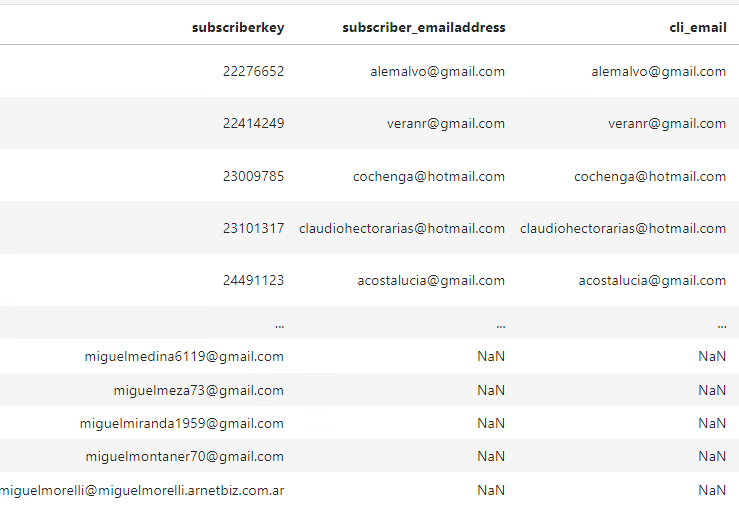 subscriberkey subscriber_emailaddress cli_email
22276652 alemalvo@gmail.com alemalvo@gmail.com
22414249 veranr@gmail.com veranr@gmail.com
23009785 cochenga@hotmail.com cochenga@hotmail.com
23101317 claudiohectorarias@hotmail.com claudiohectorarias@hotmail.com
24491123 acostalucia@gmail.com acostalucia@gmail.com
... ... ...
miguelmedina6119@gmail.com NaN NaN
miguelmeza73@gmail.com NaN NaN
miguelmiranda1959@gmail.com NaN NaN
miguelmontaner70@gmail.com NaN NaN
miguelmorelli@miguelmorelli.arnetbiz.com.ar NaN NaN